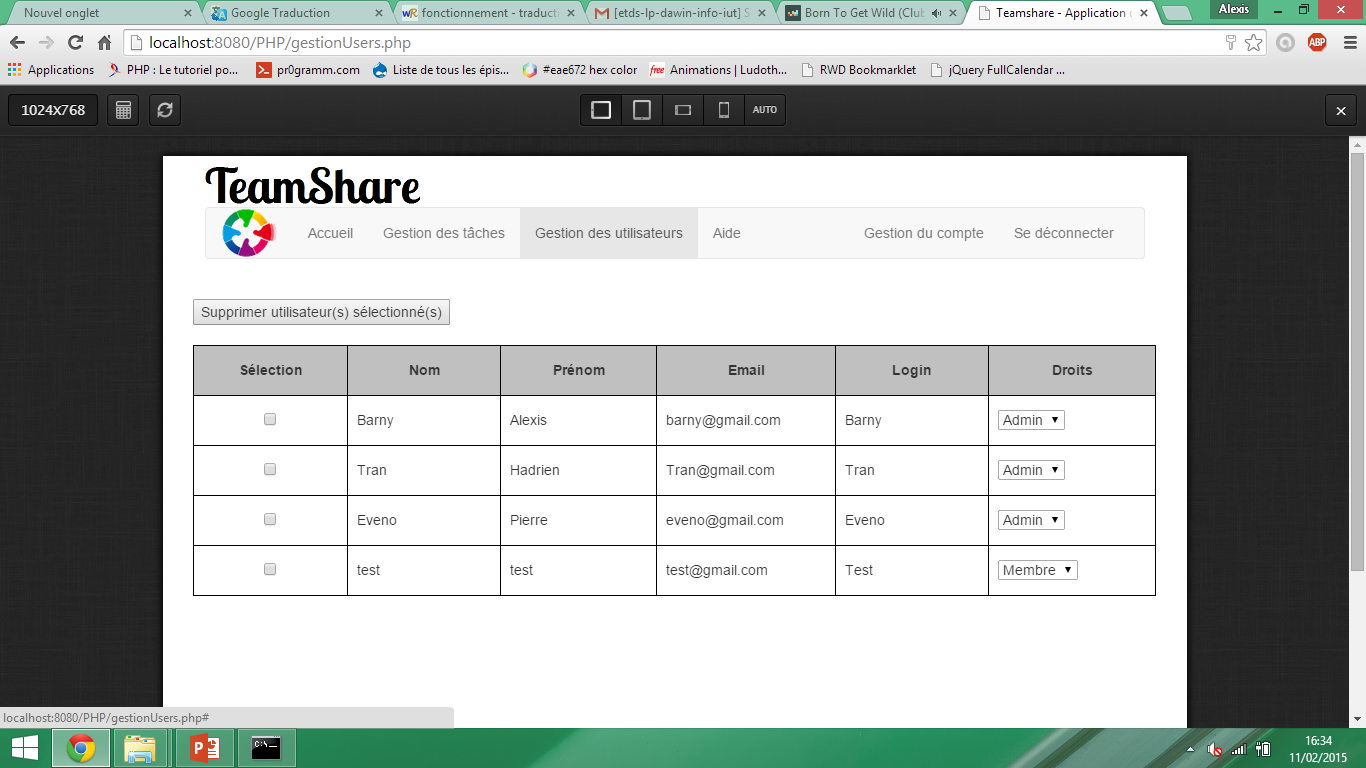 Nouvel onglet
Google Traduction
fonctionnement - traducti
[etds-lp-dawin-info-iut] S
Born To Get Wild (Club
Teamshare - Application
Alexis
localhost:8080/PHP/gestionUsers.php
ABP
Applications
PHP : Le tutoriel po...
pr0gramm.com
Liste de tous les épis...
#eae672 hex color
free
Animations | Ludoth...
RWD Bookmarklet
jQuery FullCalendar ...
1024x768
AUTO
TeamShare
Accueil
Gestion des tâches
Gestion des utilisateurs
Aide
Gestion du compte
Se déconnecter
Supprimer utilisateur(s) sélectionné(s)
Sélection Nom Prénom Email Login Droits
Barny Alexis barny@gmail.com Barny Admin
Tran Hadrien Tran@gmail.com Tran Admin
Eveno Pierre eveno@gmail.com Eveno Admin
test test test@gmail.com Test Membre
localhost:8080/PHP/gestionUsers.php#
16:34
11/02/2015